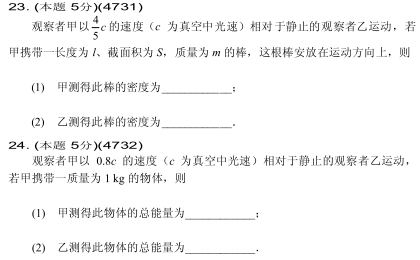 23. (本题 5分)(4731)
观察者甲以 4/5 c 的速度（c 为真空中光速）相对于静止的观察者乙运动，若
甲携带一长度为 l、截面积为 S，质量为 m 的棒，这根棒安放在运动方向上，则
(1) 甲测得此棒的密度为____________；
(2) 乙测得此棒的密度为____________．
24. (本题 5分)(4732)
观察者甲以 0.8c 的速度（c 为真空中光速）相对于静止的观察者乙运动，
若甲携带一质量为 1 kg 的物体，则
(1) 甲测得此物体的总能量为____________；
(2) 乙测得此物体的总能量为____________．